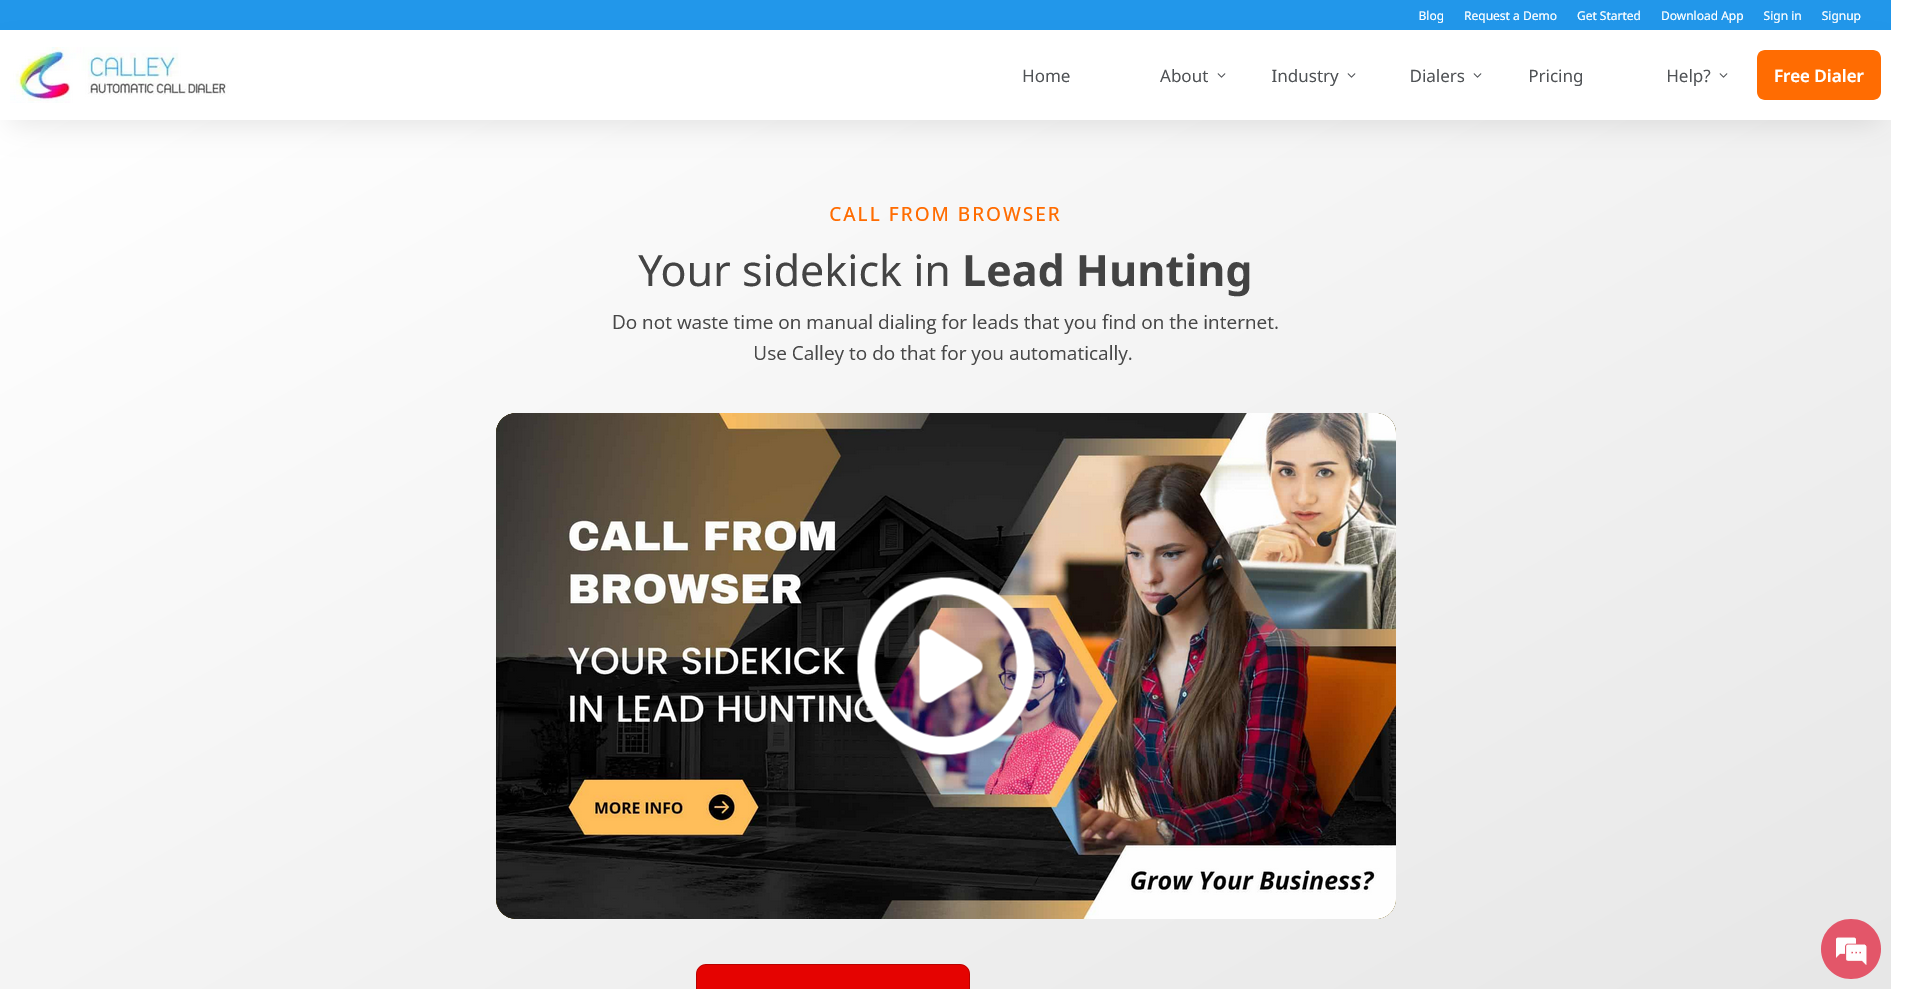 Blog Request a Demo Get Started Download App Sign in Signup
CALLEY
AUTOMATIC CALL DIALER
Home About Industry Dialers Pricing Help? Free Dialer
CALL FROM BROWSER
Your sidekick in Lead Hunting
Do not waste time on manual dialing for leads that you find on the internet.
Use Calley to do that for you automatically.
CALL FROM
BROWSER
YOUR SIDEKICK
IN LEAD HUNTING
MORE INFO
Grow Your Business?